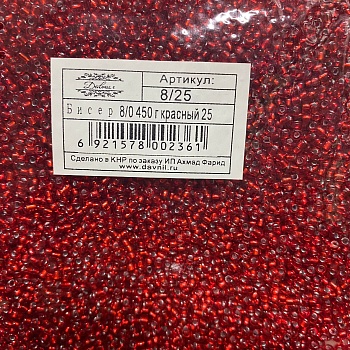 Артикул:
8/25
Бисер 8/0 450 г красный 25
6 921578 002361
Сделано в КНР по заказу ИП Ахмад Фарид
www.davnil.ru